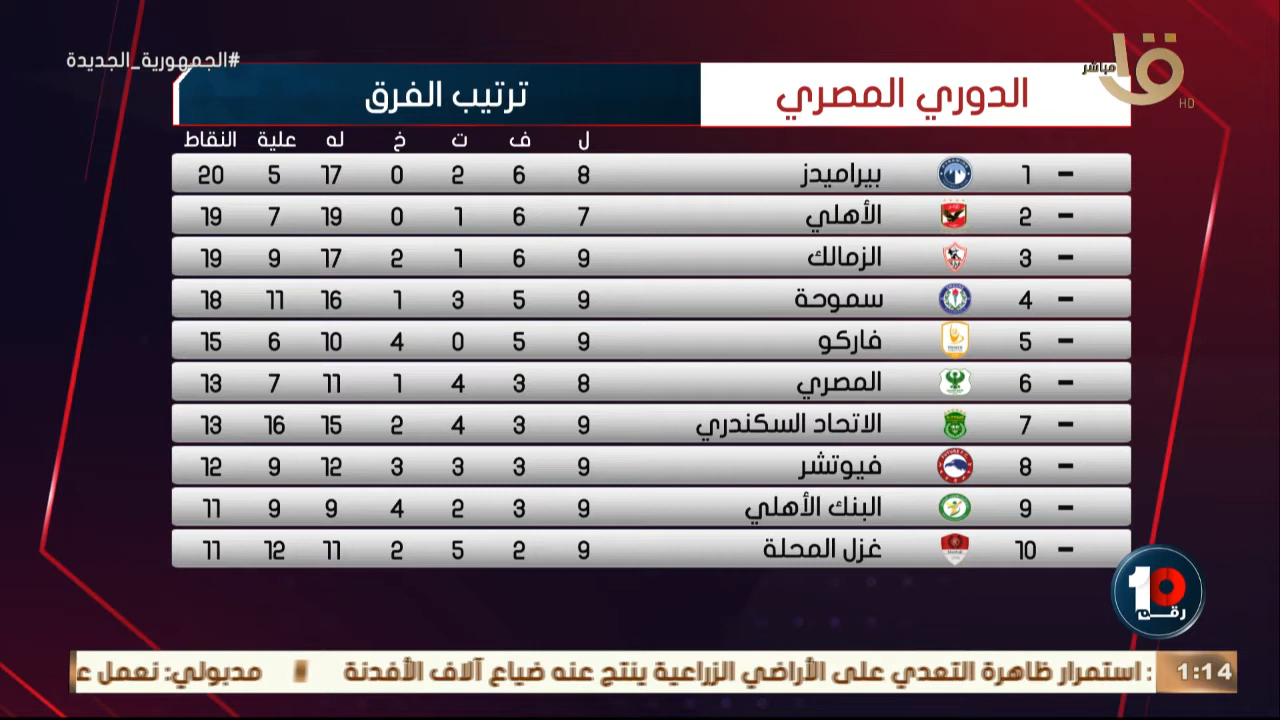 #الجمهورية_الجديدة
مباشر
HD
الدوري المصري ترتيب الفرق
ل ف ت خ له علية النقاط
- 1 بيراميدز 8 6 2 0 17 5 20
- 2 الأهلي 7 6 1 0 19 7 19
- 3 الزمالك 9 6 1 2 17 9 19
- 4 سموحة 9 5 3 1 16 11 18
- 5 فاركو 9 5 0 4 10 6 15
- 6 المصري 8 3 4 1 11 7 13
- 7 الاتحاد السكندري 9 3 4 2 15 16 13
- 8 فيوتشر 9 3 3 3 12 9 12
- 9 البنك الأهلي 9 3 2 4 9 9 11
- 10 غزل المحلة 9 2 5 2 11 12 11
10
رقم
1:14 : استمرار ظاهرة التعدي على الأراضي الزراعية ينتج عنه ضياع آلاف الأفدنة مدبولي: نعمل ع